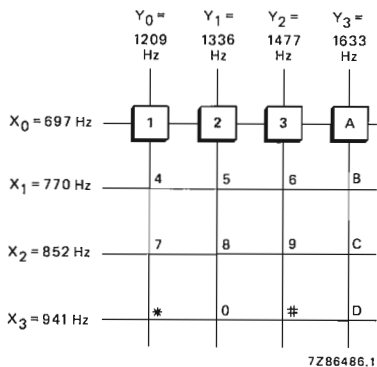 Y₀ = Y₁ = Y₂ = Y₃ =
1209 1336 1477 1633
Hz Hz Hz Hz
X₀ = 697 Hz 1 2 3 A
X₁ = 770 Hz 4 5 6 B
X₂ = 852 Hz 7 8 9 C
X₃ = 941 Hz * 0 # D
7Z86486.1